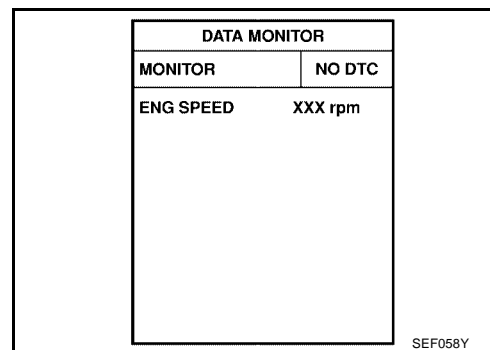 DATA MONITOR
MONITOR NO DTC
ENG SPEED XXX rpm
SEF058Y